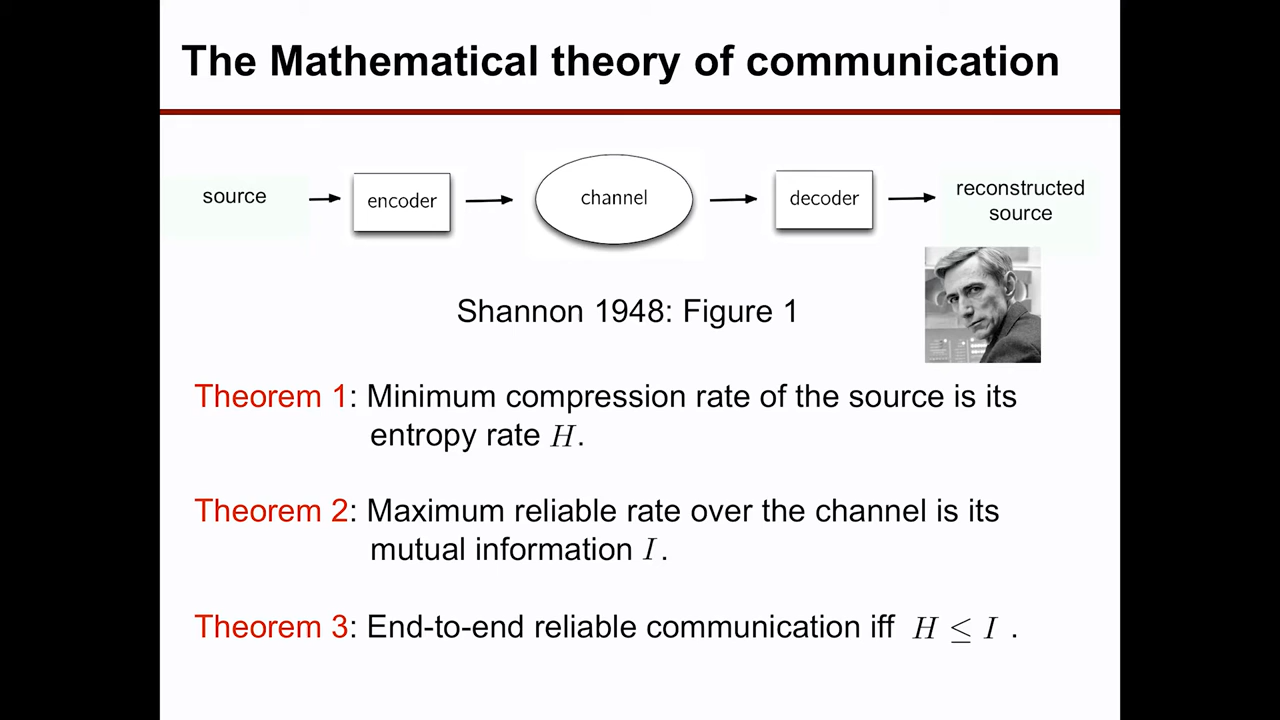 The Mathematical theory of communication
source
encoder
channel
decoder
reconstructed
source
Shannon 1948: Figure 1
Theorem 1: Minimum compression rate of the source is its
entropy rate H.
Theorem 2: Maximum reliable rate over the channel is its
mutual information I.
Theorem 3: End-to-end reliable communication iff H ≤ I .